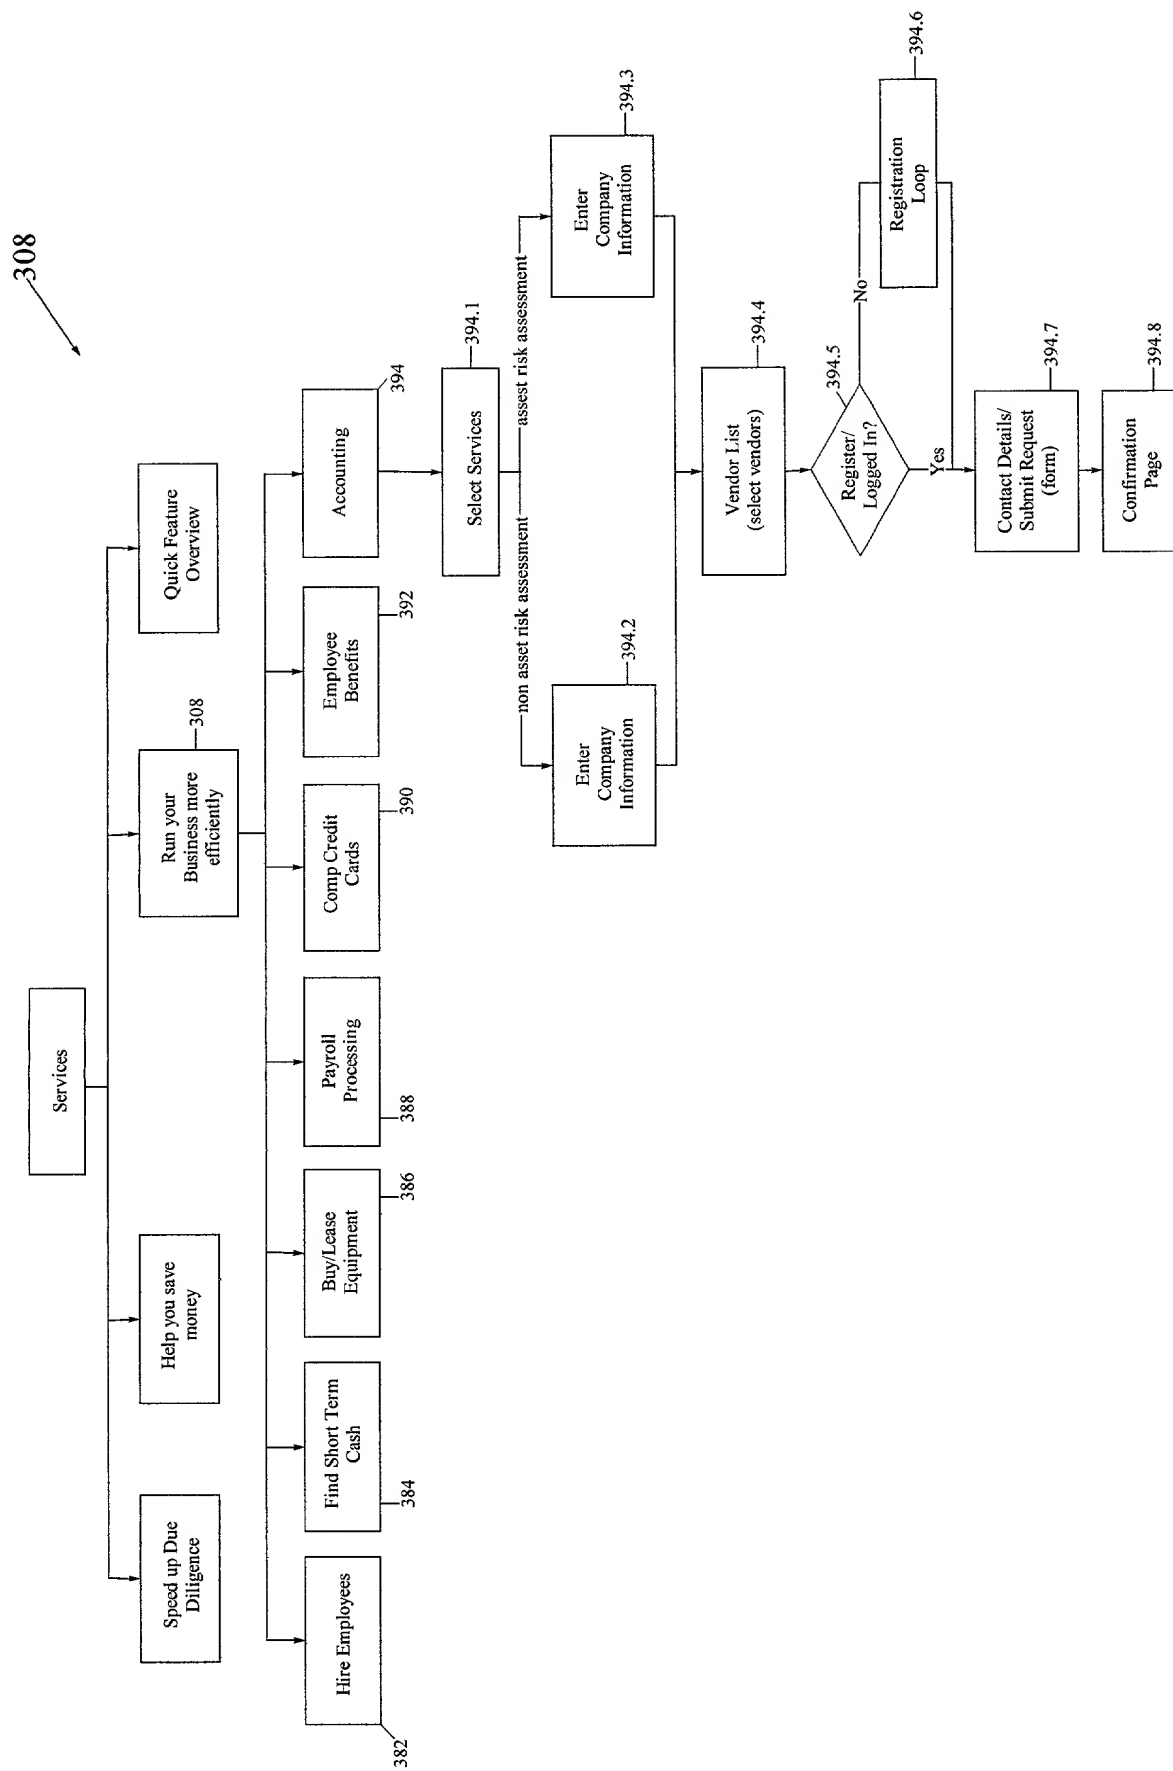 308
Services
Speed up Due
Diligence
Help you save
money
Run your
Business more
efficiently
308
Quick Feature
Overview
Hire Employees
382
Find Short Term
Cash
384
Buy/Lease
Equipment
386
Payroll
Processing
388
Comp Credit
Cards
390
Employee
Benefits
392
Accounting
394
Select Services
394.1
non asset risk assessment
assest risk assessment
Enter
Company
Information
394.2
Enter
Company
Information
394.3
Vendor List
(select vendors)
394.4
Register/
Logged In?
394.5
No
Yes
Registration
Loop
394.6
Contact Details/
Submit Request
(form)
394.7
Confirmation
Page
394.8